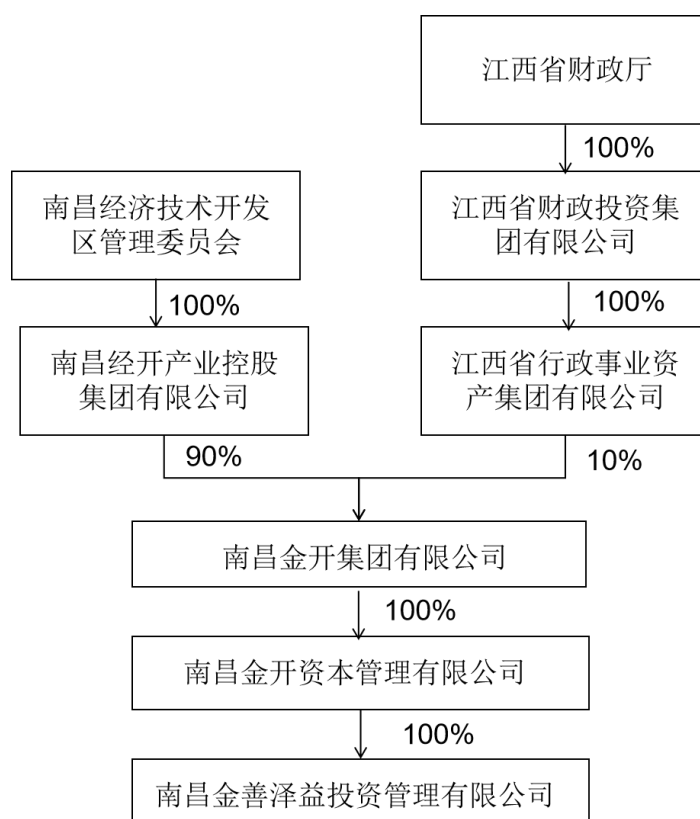 江西省财政厅
100%
南昌经济技术开发
区管理委员会
江西省财政投资集
团有限公司
100%
100%
南昌经开产业控股
集团有限公司
江西省行政事业资
产集团有限公司
90%
10%
南昌金开集团有限公司
100%
南昌金开资本管理有限公司
100%
南昌金善泽益投资管理有限公司